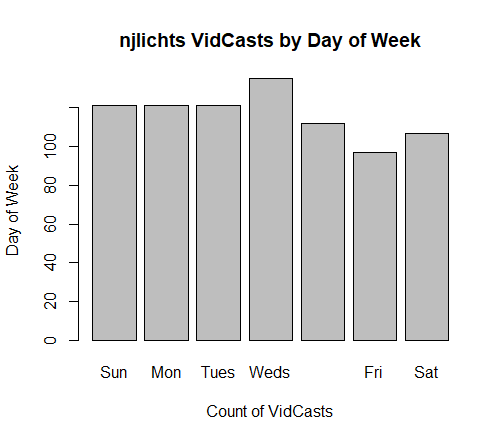 njlichts VidCasts by Day of Week
Day of Week
100
80
60
40
20
0
Sun Mon Tues Weds Fri Sat
Count of VidCasts